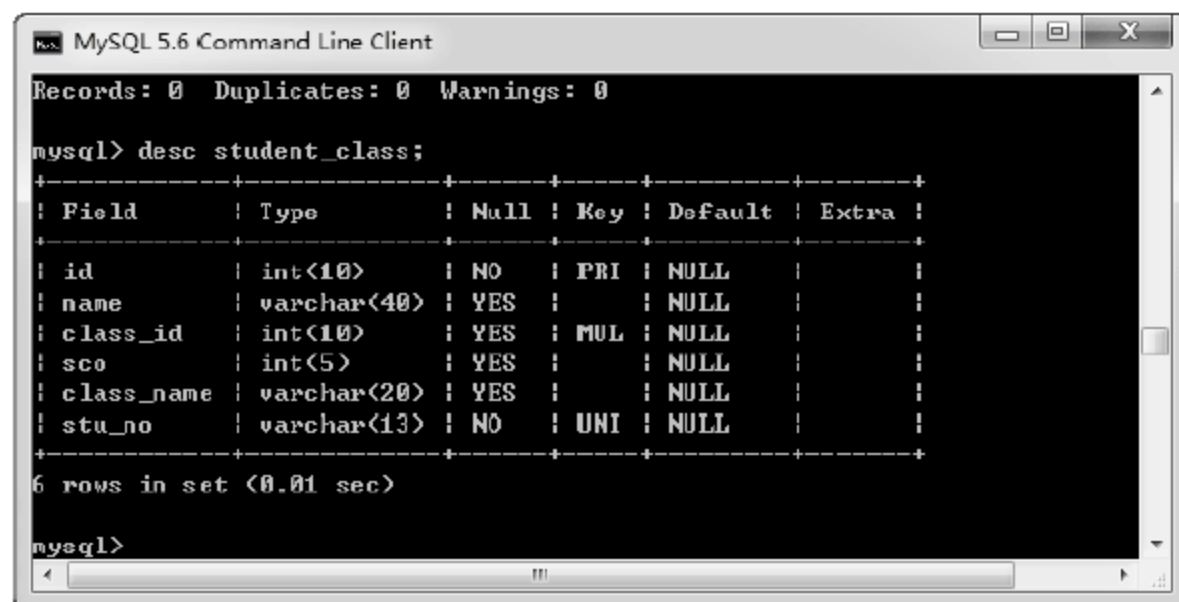 MySQL 5.6 Command Line Client
Records: 0  Duplicates: 0  Warnings: 0
mysql> desc student_class;
+------------+-------------+------+-----+---------+-------+
| Field      | Type        | Null | Key | Default | Extra |
+------------+-------------+------+-----+---------+-------+
| id         | int(10)     | NO   | PRI | NULL    |       |
| name       | varchar(40) | YES  |     | NULL    |       |
| class_id   | int(10)     | YES  | MUL | NULL    |       |
| sco        | int(5)      | YES  |     | NULL    |       |
| class_name | varchar(20) | YES  |     | NULL    |       |
| stu_no     | varchar(13) | NO   | UNI | NULL    |       |
+------------+-------------+------+-----+---------+-------+
6 rows in set (0.01 sec)
mysql>